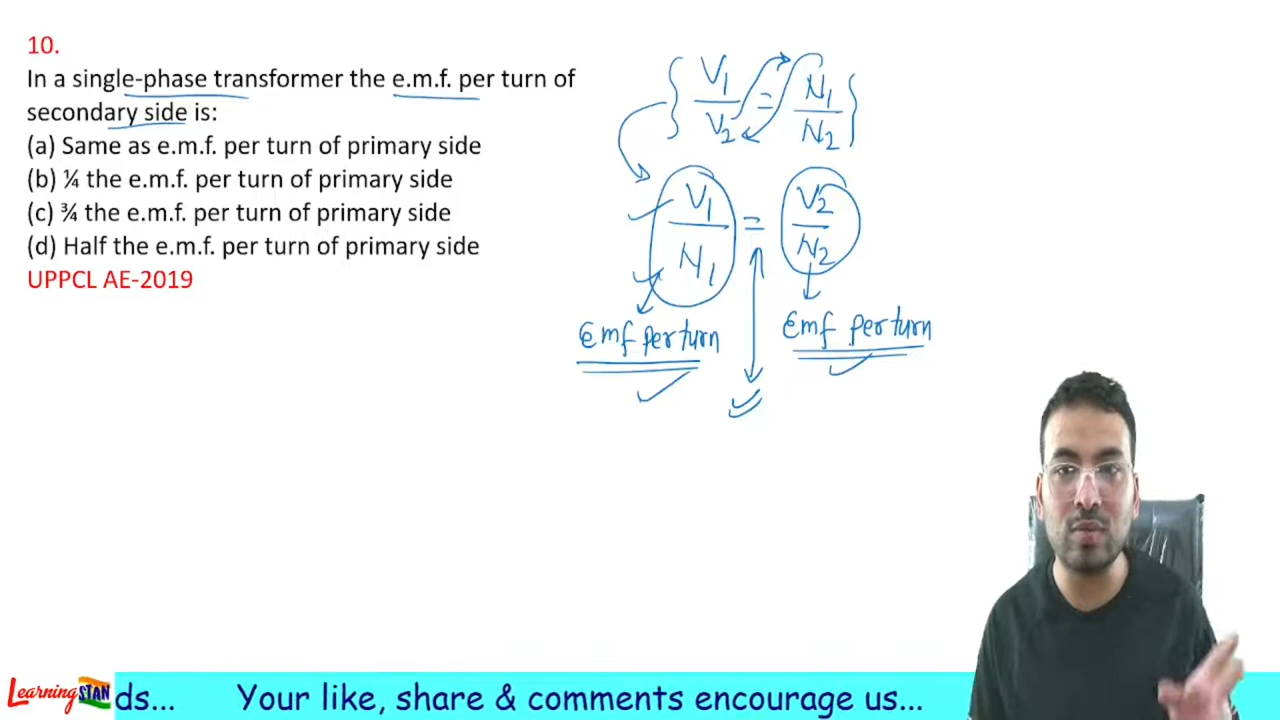 10.
In a single-phase transformer the e.m.f. per turn of
secondary side is:
(a) Same as e.m.f. per turn of primary side
(b) ¼ the e.m.f. per turn of primary side
(c) ¾ the e.m.f. per turn of primary side
(d) Half the e.m.f. per turn of primary side
UPPCL AE-2019
{ V1/V2 = N1/N2 }
V1/N1 = V2/N2
Emf per turn
Emf per turn
Learning STAN
ds... Your like, share & comments encourage us...